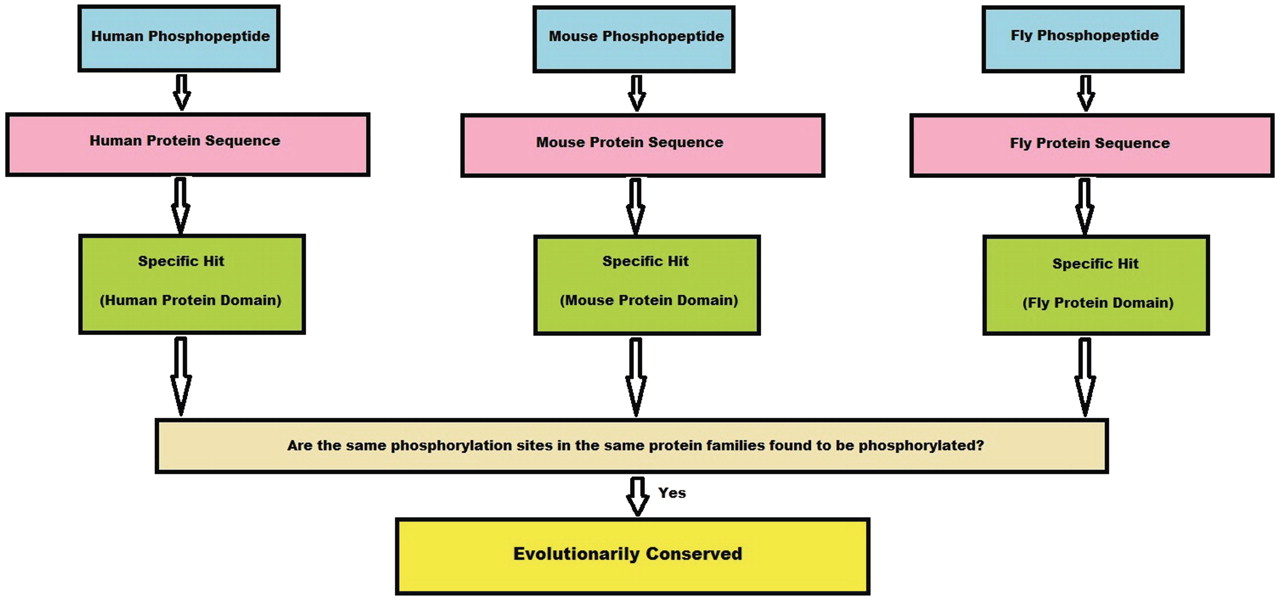 Human Phosphopeptide
Mouse Phosphopeptide
Fly Phosphopeptide
Human Protein Sequence
Mouse Protein Sequence
Fly Protein Sequence
Specific Hit
(Human Protein Domain)
Specific Hit
(Mouse Protein Domain)
Specific Hit
(Fly Protein Domain)
Are the same phosphorylation sites in the same protein families found to be phosphorylated?
Yes
Evolutionarily Conserved